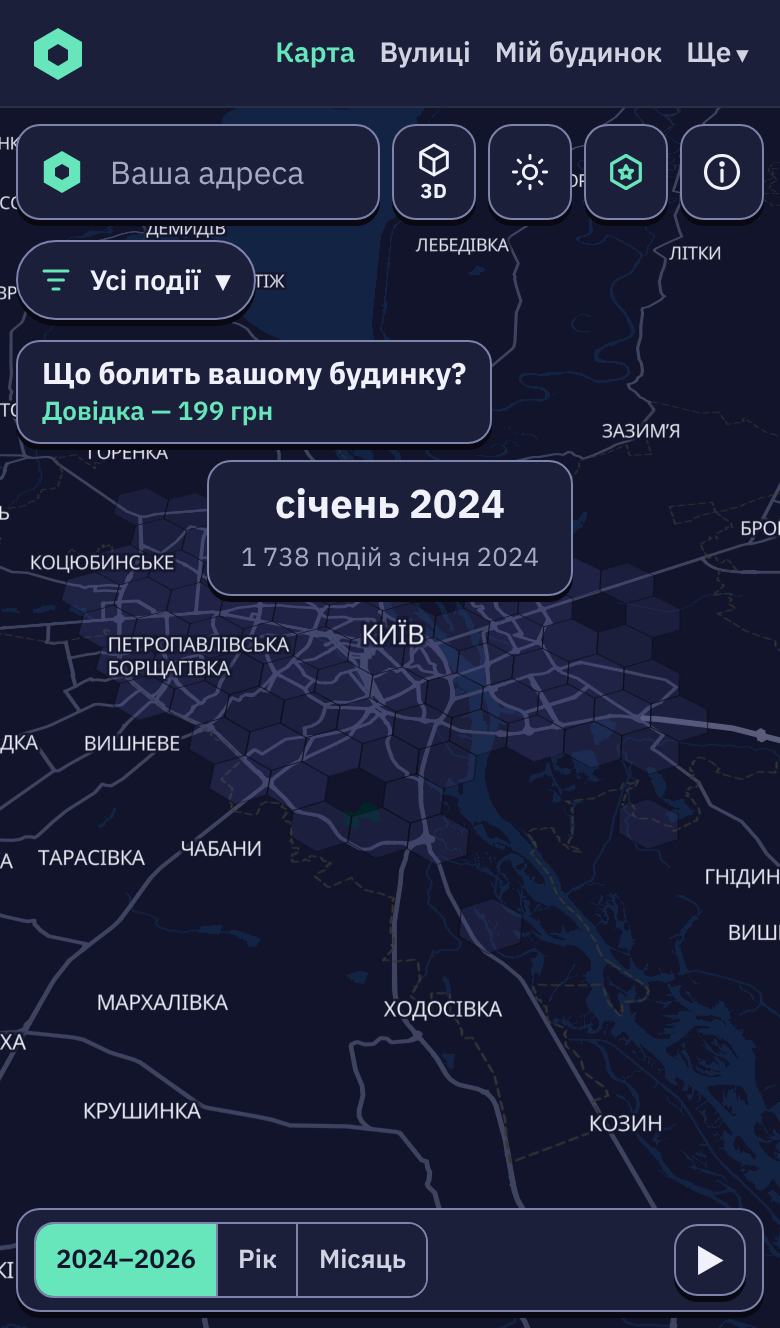 Карта Вулиці Мій будинок Ще ▾
Ваша адреса
3D
ДЕМИДІВ
ЛЕБЕДІВКА
ЛІТКИ
Усі події ▼
Що болить вашому будинку?
Довідка — 199 грн
ЗАЗИМ'Я
ГОРЕНКА
січень 2024
1 738 подій з січня 2024
КОЦЮБИНСЬКЕ
КИЇВ
ПЕТРОПАВЛІВСЬКА
БОРЩАГІВКА
ВИШНЕВЕ
ЧАБАНИ
ТАРАСІВКА
ГНІДИН
МАРХАЛІВКА
ХОДОСІВКА
КРУШИНКА
КОЗИН
2024–2026 Рік Місяць